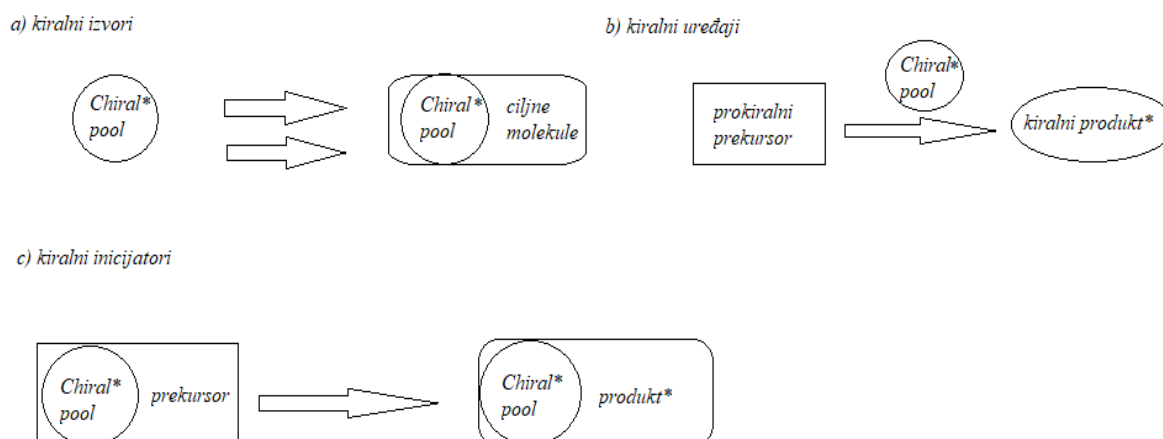 a) kiralni izvori
Chiral*
pool
Chiral*
pool
ciljne
molekule
b) kiralni uređaji
prokiralni
prekursor
Chiral*
pool
kiralni produkt*
c) kiralni inicijatori
Chiral*
pool
prekursor
Chiral*
pool
produkt*